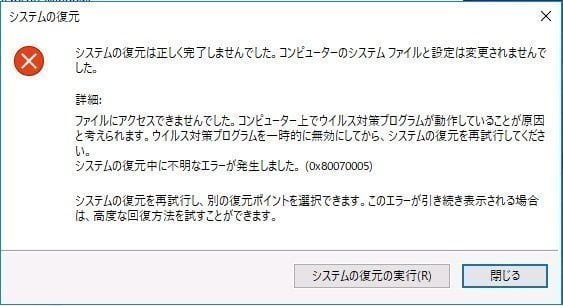 システムの復元
システムの復元は正しく完了しませんでした。コンピューターのシステム ファイルと設定は変更されませんで
した。
詳細:
ファイルにアクセスできませんでした。コンピューター上でウイルス対策プログラムが動作していることが原因
と考えられます。ウイルス対策プログラムを一時的に無効にしてから、システムの復元を再試行してくださ
い。
システムの復元中に不明なエラーが発生しました。(0x80070005)
システムの復元を再試行し、別の復元ポイントを選択できます。このエラーが引き続き表示される場合
は、高度な回復方法を試すことができます。
システムの復元の実行(R)
閉じる